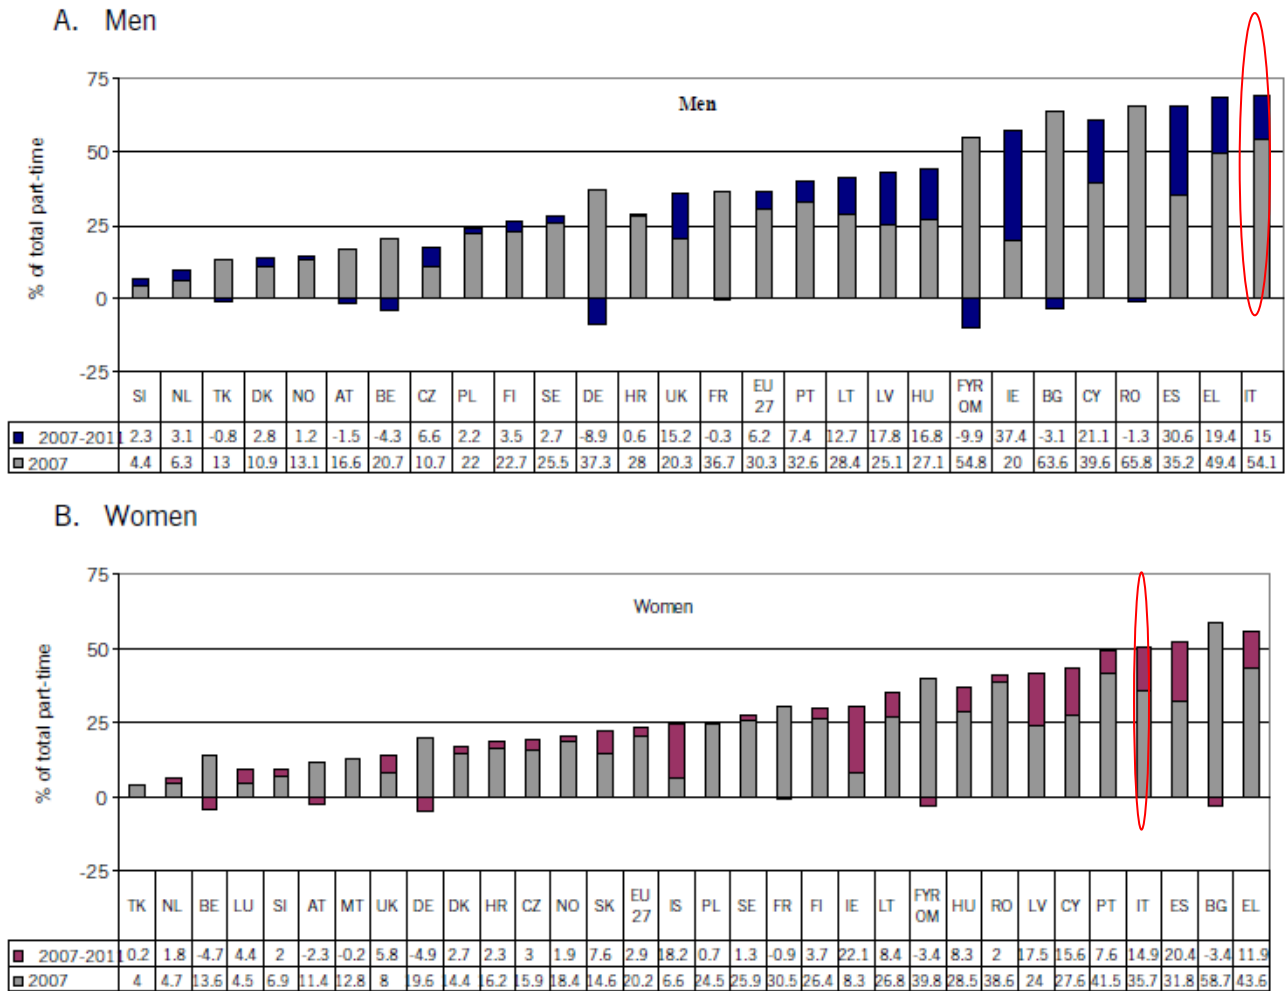 A. Men
75
Men
50
25
0
-25
% of total part-time
SI NL TK DK NO AT BE CZ PL FI SE DE HR UK FR EU 27 PT LT LV HU FYR OM IE BG CY RO ES EL IT
2007-2011 2.3 3.1 -0.8 2.8 1.2 -1.5 -4.3 6.6 2.2 3.5 2.7 -8.9 0.6 15.2 -0.3 6.2 7.4 12.7 17.8 16.8 -9.9 37.4 -3.1 21.1 -1.3 30.6 19.4 15
2007 4.4 6.3 13 10.9 13.1 16.6 20.7 10.7 22 22.7 25.5 37.3 28 20.3 36.7 30.3 32.6 28.4 25.1 27.1 54.8 20 63.6 39.6 65.8 35.2 49.4 54.1
B. Women
75
Women
50
25
0
-25
% of total part-time
TK NL BE LU SI AT MT UK DE DK HR CZ NO SK EU 27 IS PL SE FR FI IE LT FYR OM HU RO LV CY PT IT ES BG EL
2007-2011 0.2 1.8 -4.7 4.4 2 -2.3 -0.2 5.8 -4.9 2.7 2.3 3 1.9 7.6 2.9 18.2 0.7 1.3 -0.9 3.7 22.1 8.4 -3.4 8.3 2 17.5 15.6 7.6 14.9 20.4 -3.4 11.9
2007 4 4.7 13.6 4.5 6.9 11.4 12.8 8 19.6 14.4 16.2 15.9 18.4 14.6 20.2 6.6 24.5 25.9 30.5 26.4 8.3 26.8 39.8 28.5 38.6 24 27.6 41.5 35.7 31.8 58.7 43.6